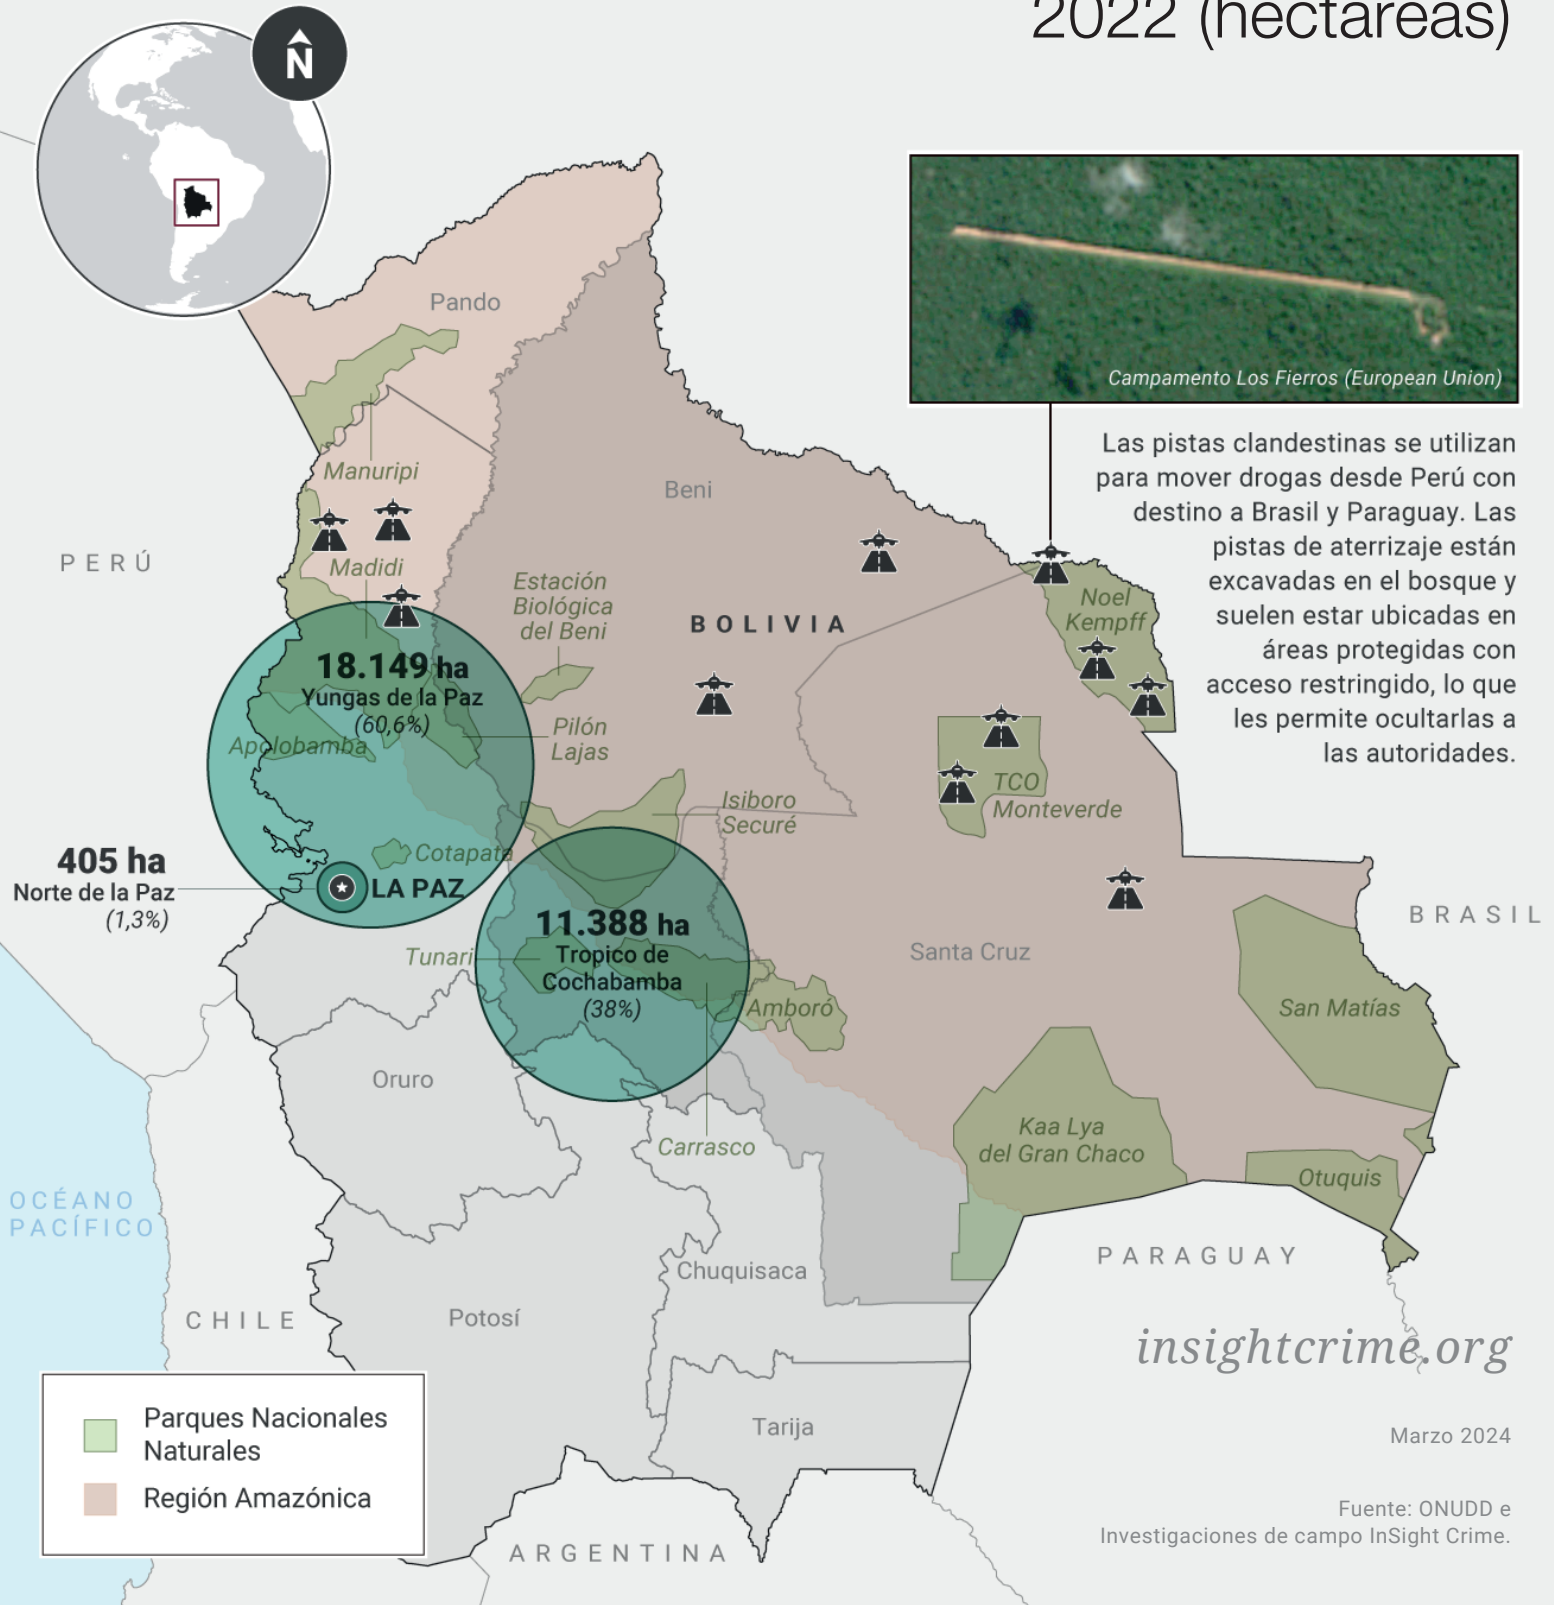 2022 (hectáreas)
N
Campamento Los Fierros (European Union)
Las pistas clandestinas se utilizan
para mover drogas desde Perú con
destino a Brasil y Paraguay. Las
pistas de aterrizaje están
excavadas en el bosque y
suelen estar ubicadas en
áreas protegidas con
acceso restringido, lo que
les permite ocultarlas a
las autoridades.
Pando
Manuripi
Beni
PERÚ
Madidi
Estación
Biológica
del Beni
BOLIVIA
Noel
Kempff
18.149 ha
Yungas de la Paz
(60,6%)
Apolobamba
Pilón
Lajas
TCO
Monteverde
Isiboro
Securé
Cotapata
405 ha
Norte de la Paz
(1,3%)
LA PAZ
BRASIL
11.388 ha
Tropico de
Cochabamba
(38%)
Tunari
Santa Cruz
Amboró
San Matías
Oruro
Carrasco
Kaa Lya
del Gran Chaco
Otuquis
OCÉANO
PACÍFICO
PARAGUAY
Chuquisaca
CHILE
Potosí
insightcrime.org
Parques Nacionales
Naturales
Región Amazónica
Tarija
Marzo 2024
Fuente: ONUDD e
Investigaciones de campo InSight Crime.
ARGENTINA